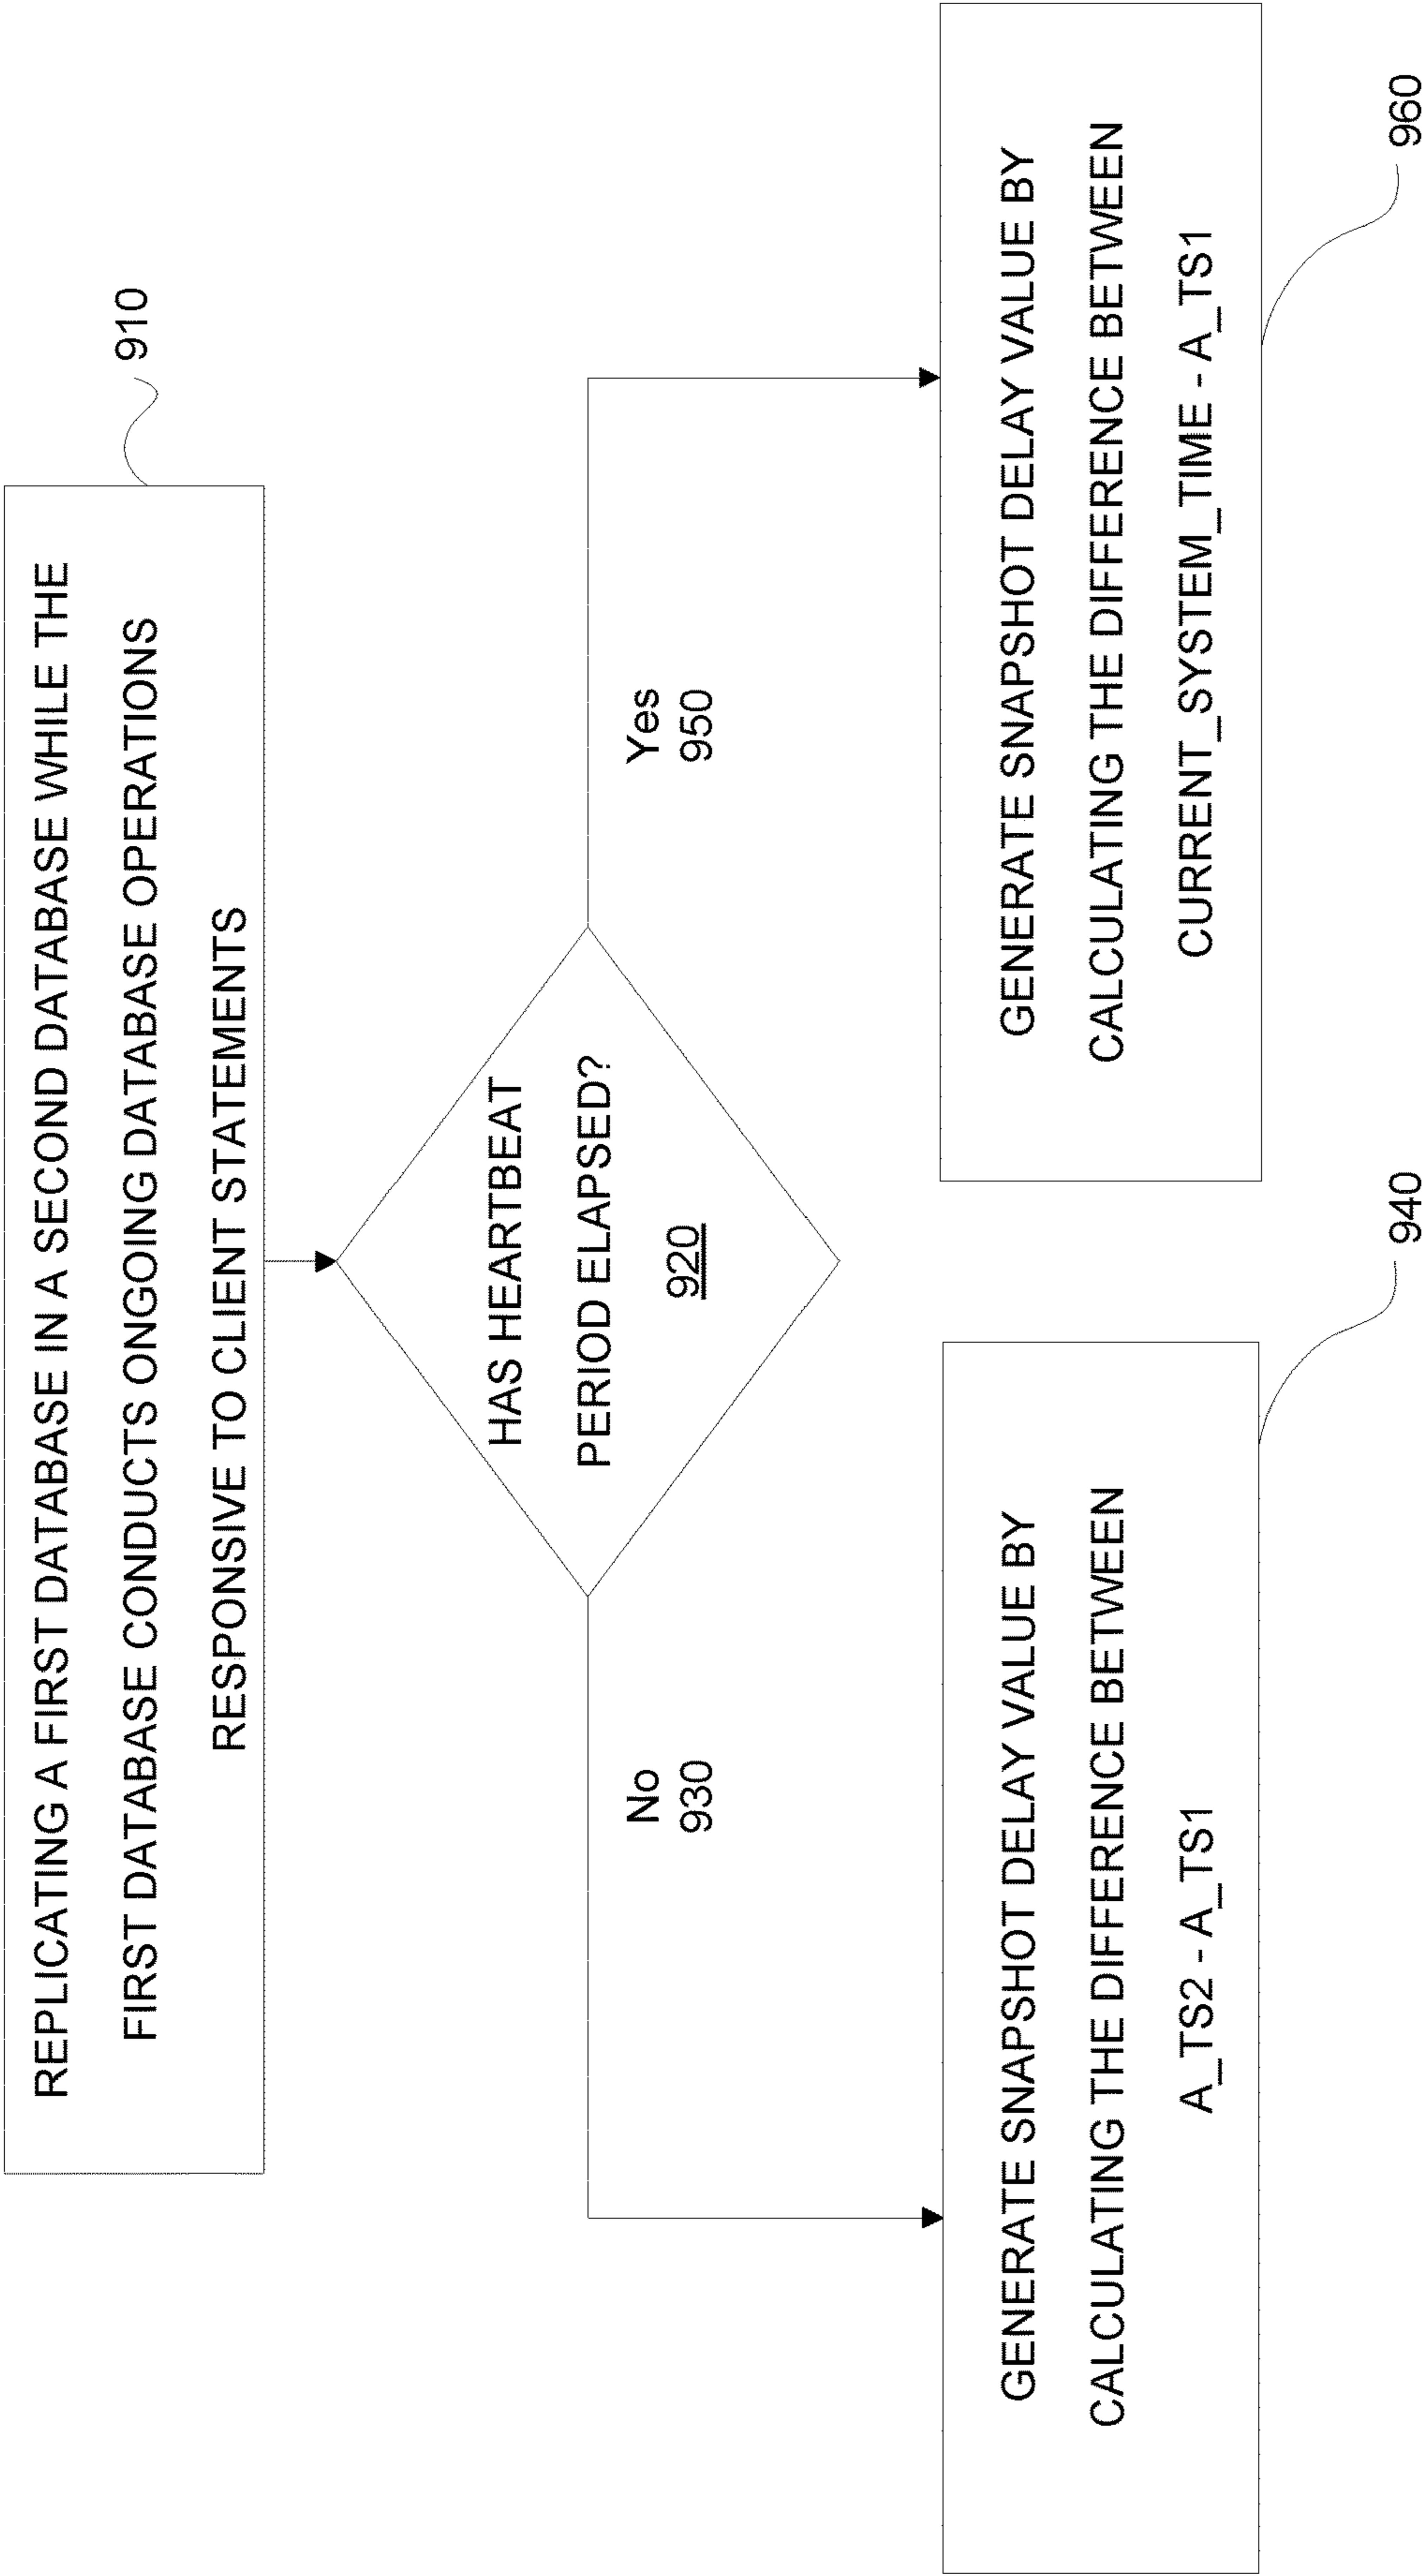 REPLICATING A FIRST DATABASE IN A SECOND DATABASE WHILE THE
FIRST DATABASE CONDUCTS ONGOING DATABASE OPERATIONS
RESPONSIVE TO CLIENT STATEMENTS
910
HAS HEARTBEAT
PERIOD ELAPSED?
920
No
930
Yes
950
GENERATE SNAPSHOT DELAY VALUE BY
CALCULATING THE DIFFERENCE BETWEEN
A_TS2 - A_TS1
940
GENERATE SNAPSHOT DELAY VALUE BY
CALCULATING THE DIFFERENCE BETWEEN
CURRENT_SYSTEM_TIME - A_TS1
960